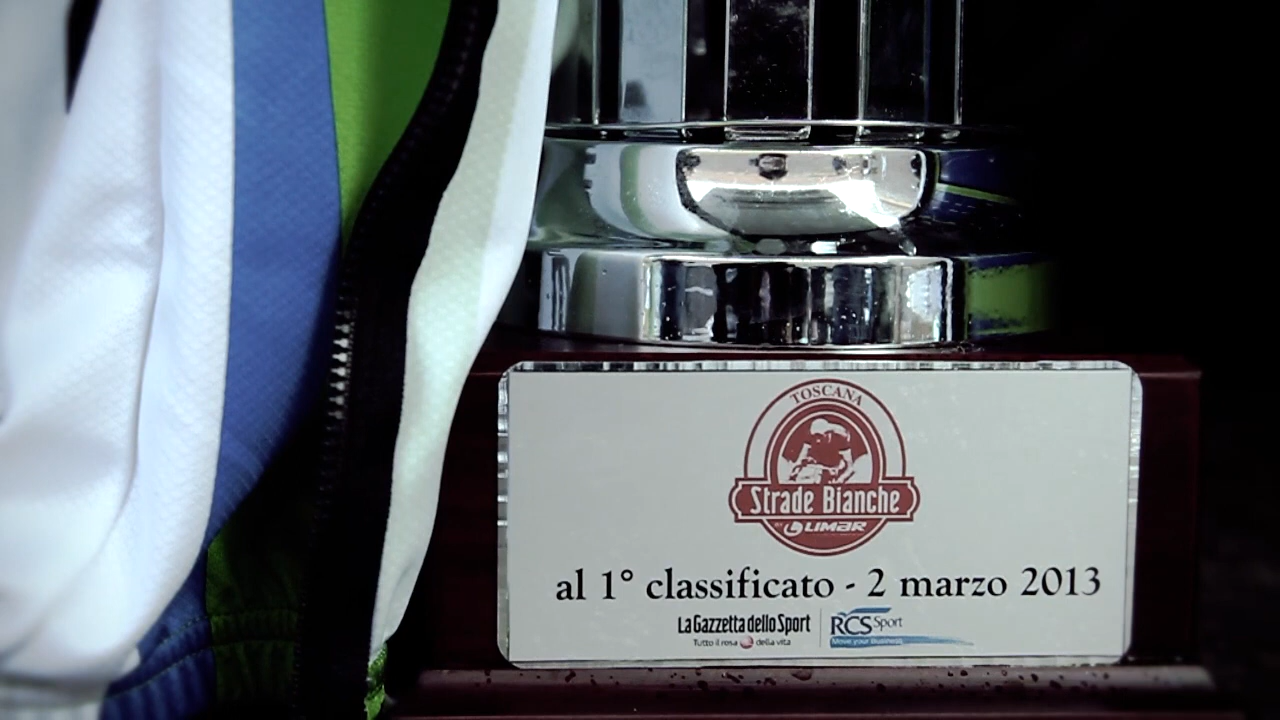 TOSCANA
Strade Bianche
BY LIMAR
al 1° classificato - 2 marzo 2013
La Gazzetta dello Sport
Tutto il rosa della vita
RCS Sport
Move your business